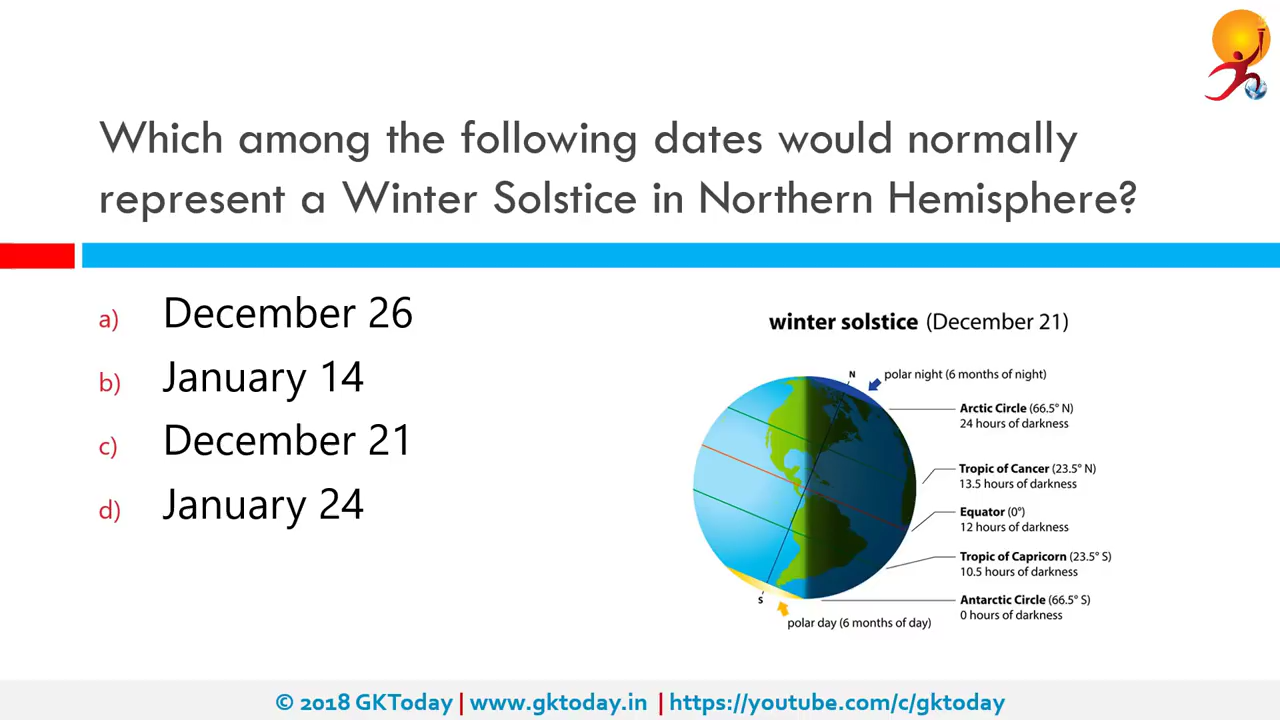 Which among the following dates would normally
represent a Winter Solstice in Northern Hemisphere?
a) December 26
b) January 14
c) December 21
d) January 24
winter solstice (December 21)
N
polar night (6 months of night)
Arctic Circle (66.5° N)
24 hours of darkness
Tropic of Cancer (23.5° N)
13.5 hours of darkness
Equator (0°)
12 hours of darkness
Tropic of Capricorn (23.5° S)
10.5 hours of darkness
Antarctic Circle (66.5° S)
0 hours of darkness
S
polar day (6 months of day)
© 2018 GKToday | www.gktoday.in | https://youtube.com/c/gktoday